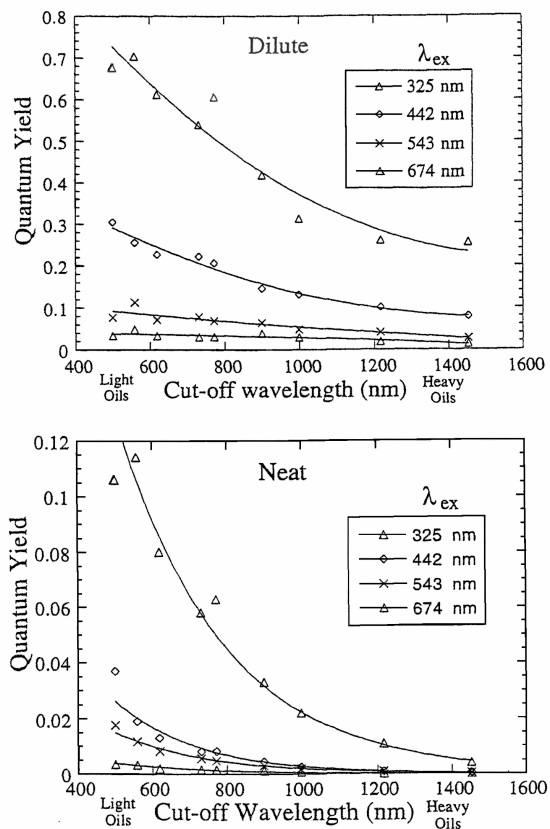 0.8
Dilute
λex
0.7
325 nm
0.6
442 nm
543 nm
0.5
674 nm
0.4
0.3
0.2
0.1
0
Quantum Yield
400 600 800 1000 1200 1400 1600
Light Oils
Cut-off wavelength (nm)
Heavy Oils
0.12
Neat
λex
0.1
325 nm
442 nm
0.08
543 nm
674 nm
0.06
0.04
0.02
0
Quantum Yield
400 600 800 1000 1200 1400 1600
Light Oils
Cut-off Wavelength (nm)
Heavy Oils